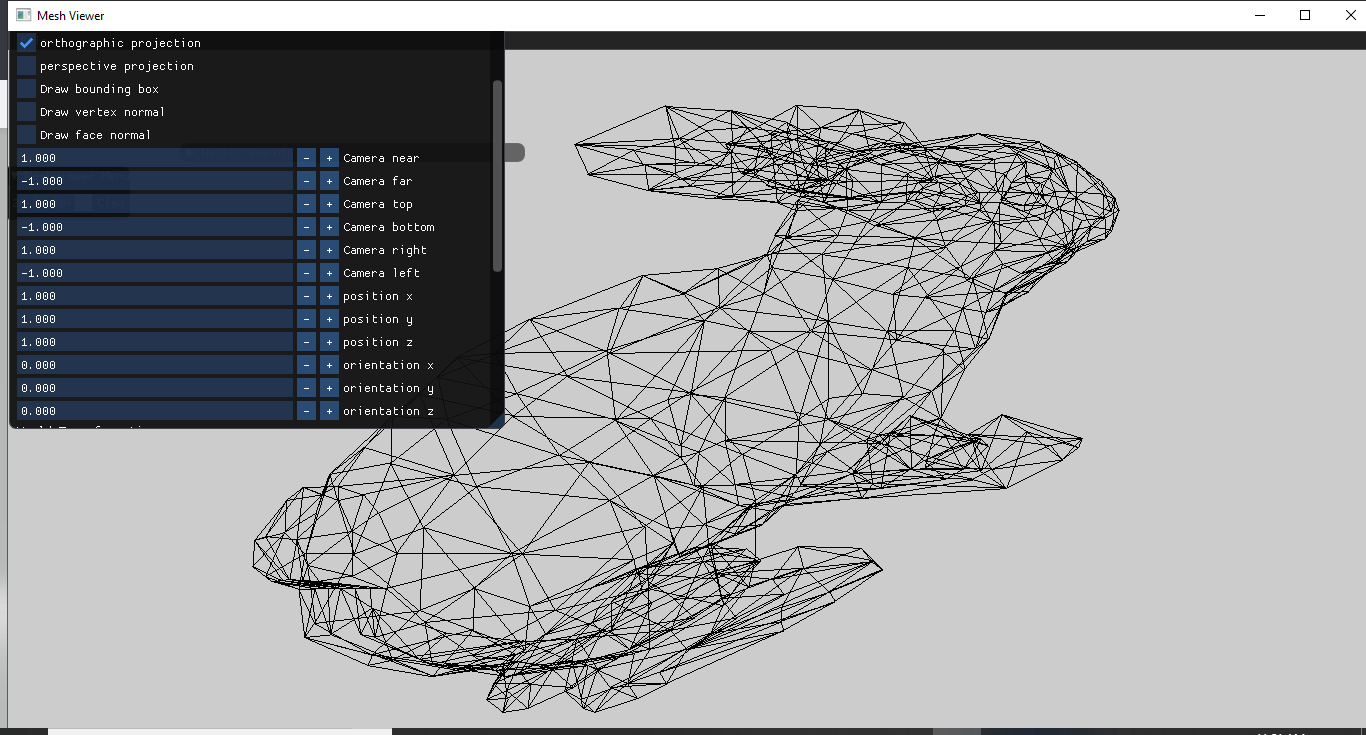 Mesh Viewer
orthographic projection
perspective projection
Draw bounding box
Draw vertex normal
Draw face normal
1.000 - + Camera near
-1.000 - + Camera far
1.000 - + Camera top
-1.000 - + Camera bottom
1.000 - + Camera right
-1.000 - + Camera left
1.000 - + position x
1.000 - + position y
1.000 - + position z
0.000 - + orientation x
0.000 - + orientation y
0.000 - + orientation z